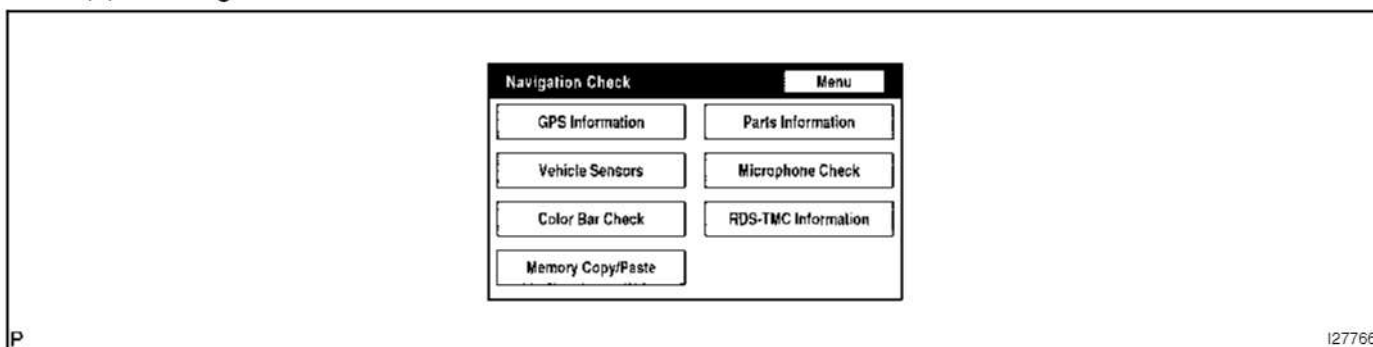 Navigation Check Menu
GPS Information Parts Information
Vehicle Sensors Microphone Check
Color Bar Check RDS-TMC Information
Memory Copy/Paste
P I27766